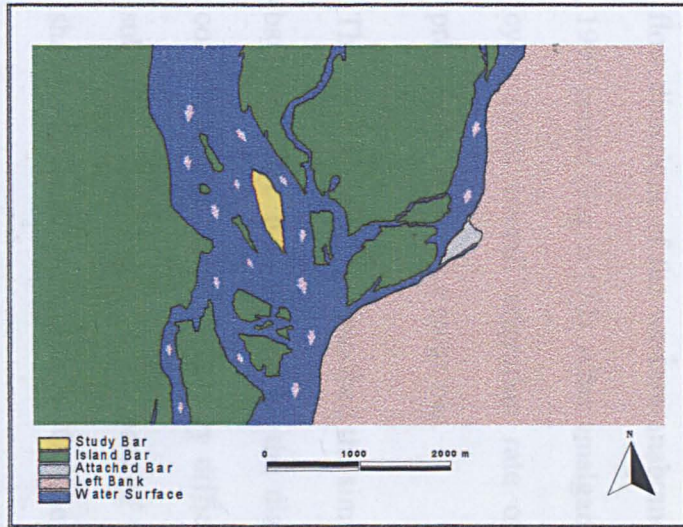 N
Study Bar
Island Bar
Attached Bar
Left Bank
Water Surface
0 1000 2000 m